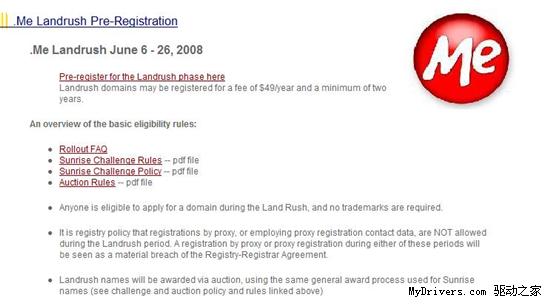 .Me Landrush Pre-Registration
Me
.Me Landrush June 6 - 26, 2008
Pre-register for the Landrush phase here
Landrush domains may be registered for a fee of $49/year and a minimum of two
years.
An overview of the basic eligibility rules:
Rollout FAQ
Sunrise Challenge Rules -- pdf file
Sunrise Challenge Policy -- pdf file
Auction Rules -- pdf file
Anyone is eligible to apply for a domain during the Land Rush, and no trademarks are required.
It is registry policy that registrations by proxy, or employing proxy registration contact data, are NOT allowed
during the Landrush period. A registration by proxy or proxy registration during either of these periods will
be seen as a material breach of the Registry-Registrar Agreement.
Landrush names will be awarded via auction, using the same general award process used for Sunrise
names (see challenge and auction policy and rules linked above)
MyDrivers.com 驱动之家